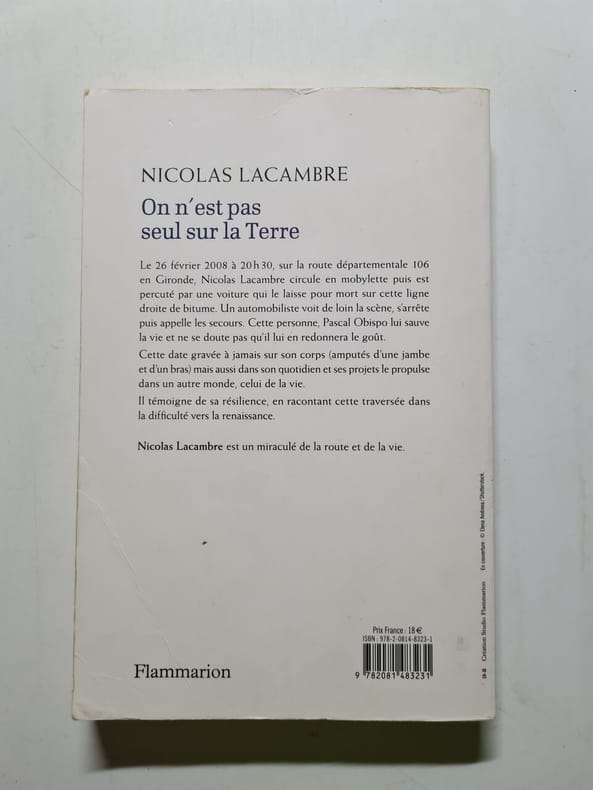 NICOLAS LACAMBRE
On n'est pas
seul sur la Terre
Le 26 février 2008 à 20h30, sur la route départementale 106
en Gironde, Nicolas Lacambre circule en mobylette puis est
percuté par une voiture qui le laisse pour mort sur cette ligne
droite de bitume. Un automobiliste voit de loin la scène, s'arrête
puis appelle les secours. Cette personne, Pascal Obispo lui sauve
la vie et ne se doute pas qu'il lui en redonnera le goût.
Cette date gravée à jamais sur son corps (amputés d'une jambe
et d'un bras) mais aussi dans son quotidien et ses projets le propulse
dans un autre monde, celui de la vie.
Il témoigne de sa résilience, en racontant cette traversée dans
la difficulté vers la renaissance.
Nicolas Lacambre est un miraculé de la route et de la vie.
Flammarion
Prix France : 18 €
ISBN : 978-2-0814-8323-1
9 782081 483231
Création Studio Flammarion
En couverture : © Elena Andreea / Shutterstock